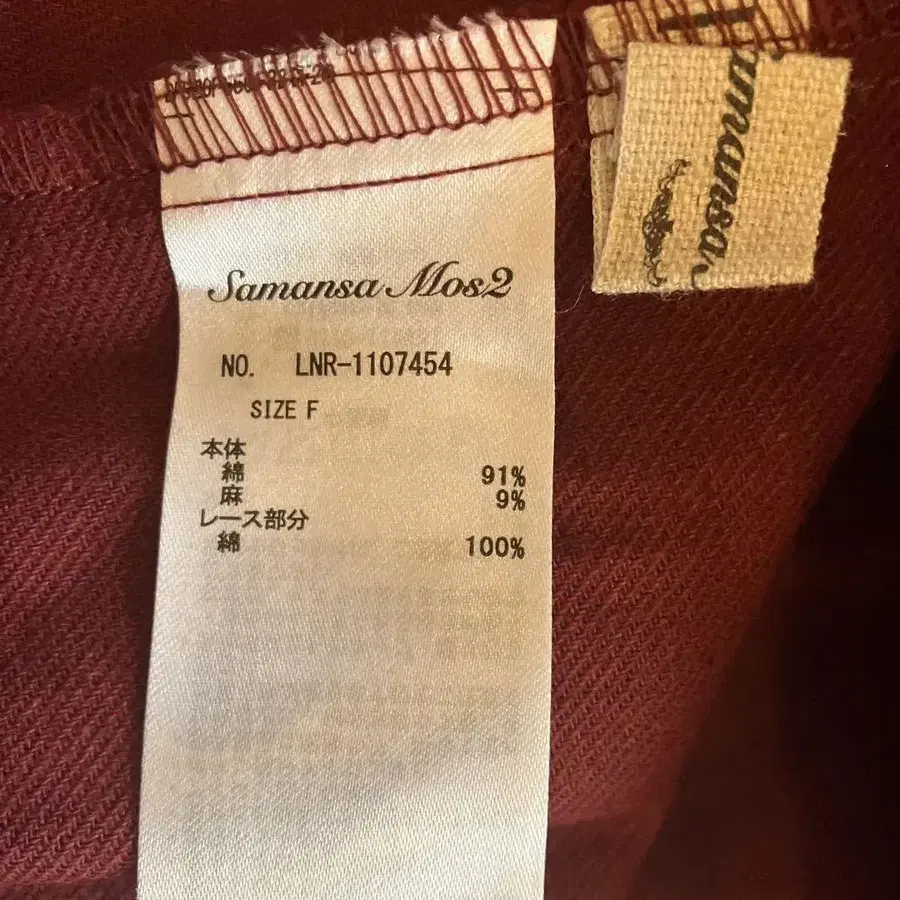 Samansa Mos2
NO. LNR-1107454
SIZE F
本体
綿 91%
麻 9%
レース部分
綿 100%
Samansa